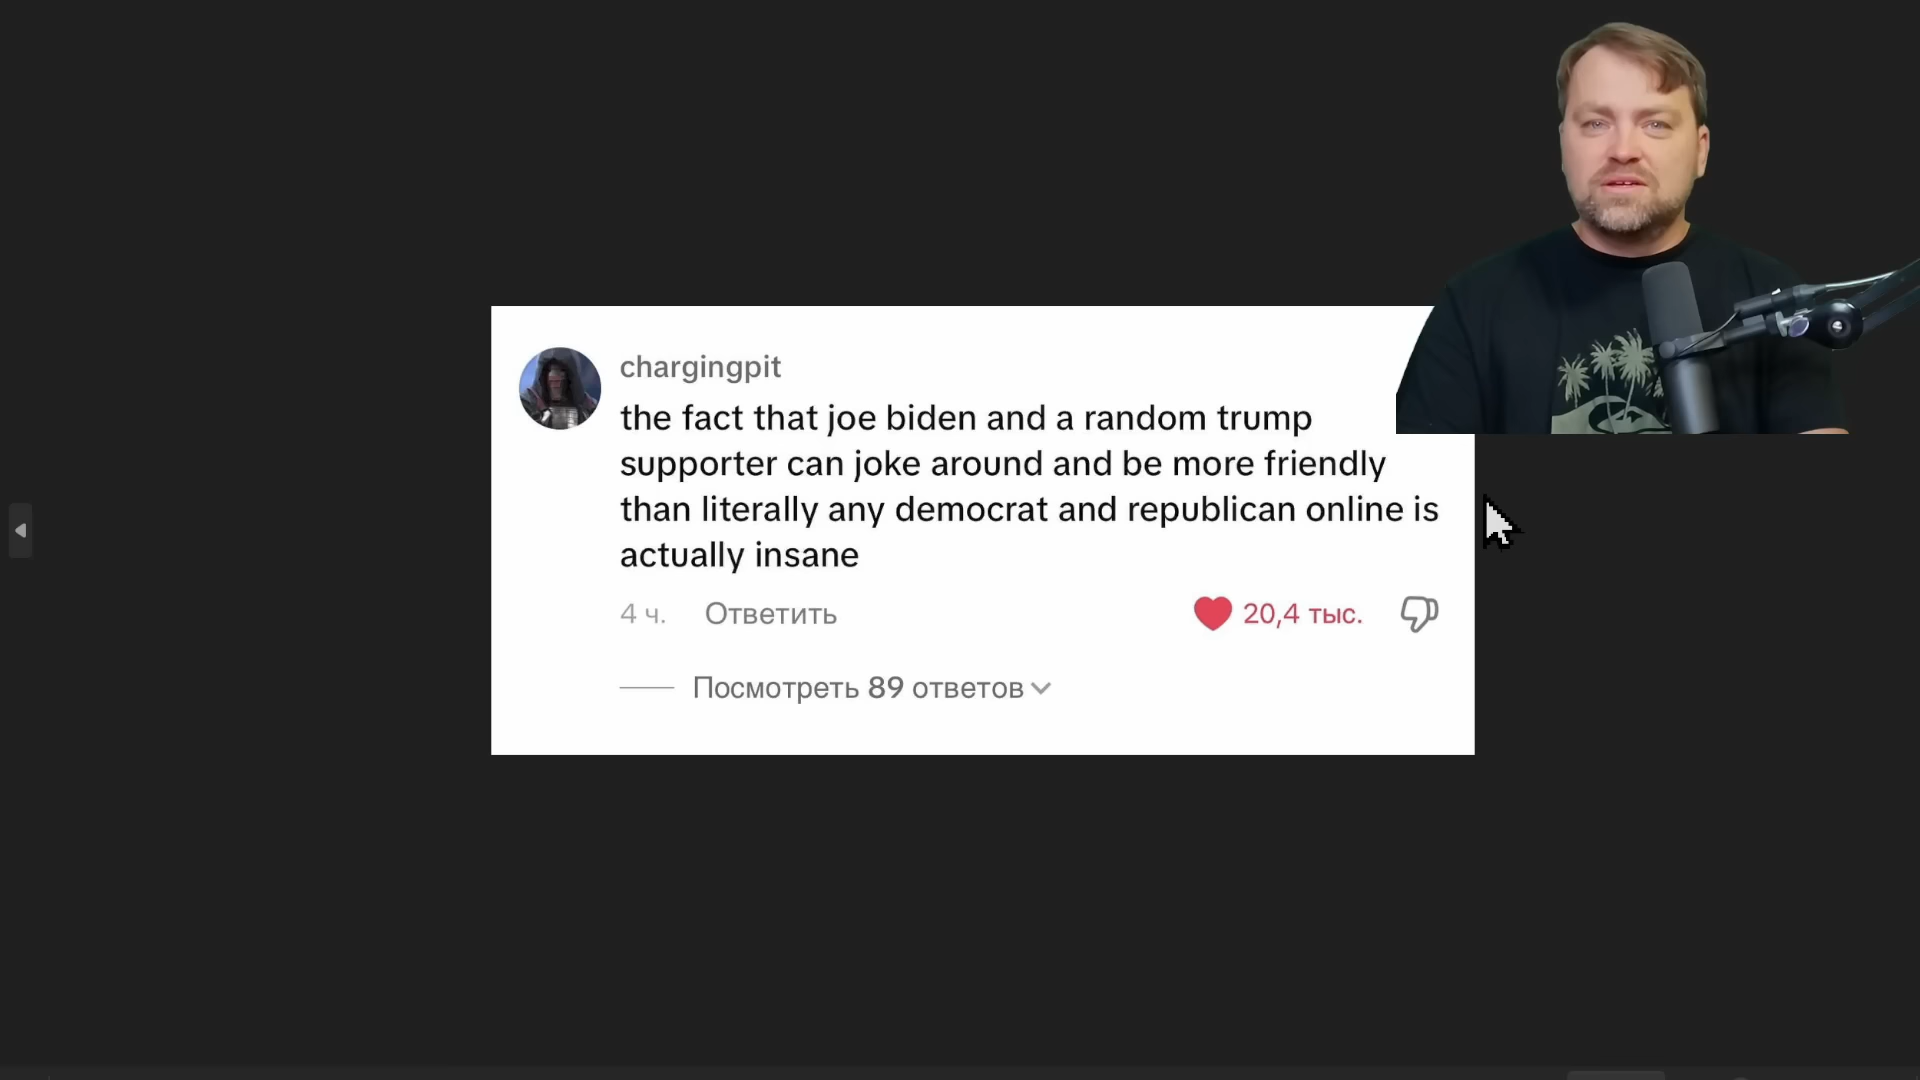 chargingpit
the fact that joe biden and a random trump
supporter can joke around and be more friendly
than literally any democrat and republican online is
actually insane
4 ч. Ответить 20,4 тыс.
Посмотреть 89 ответов